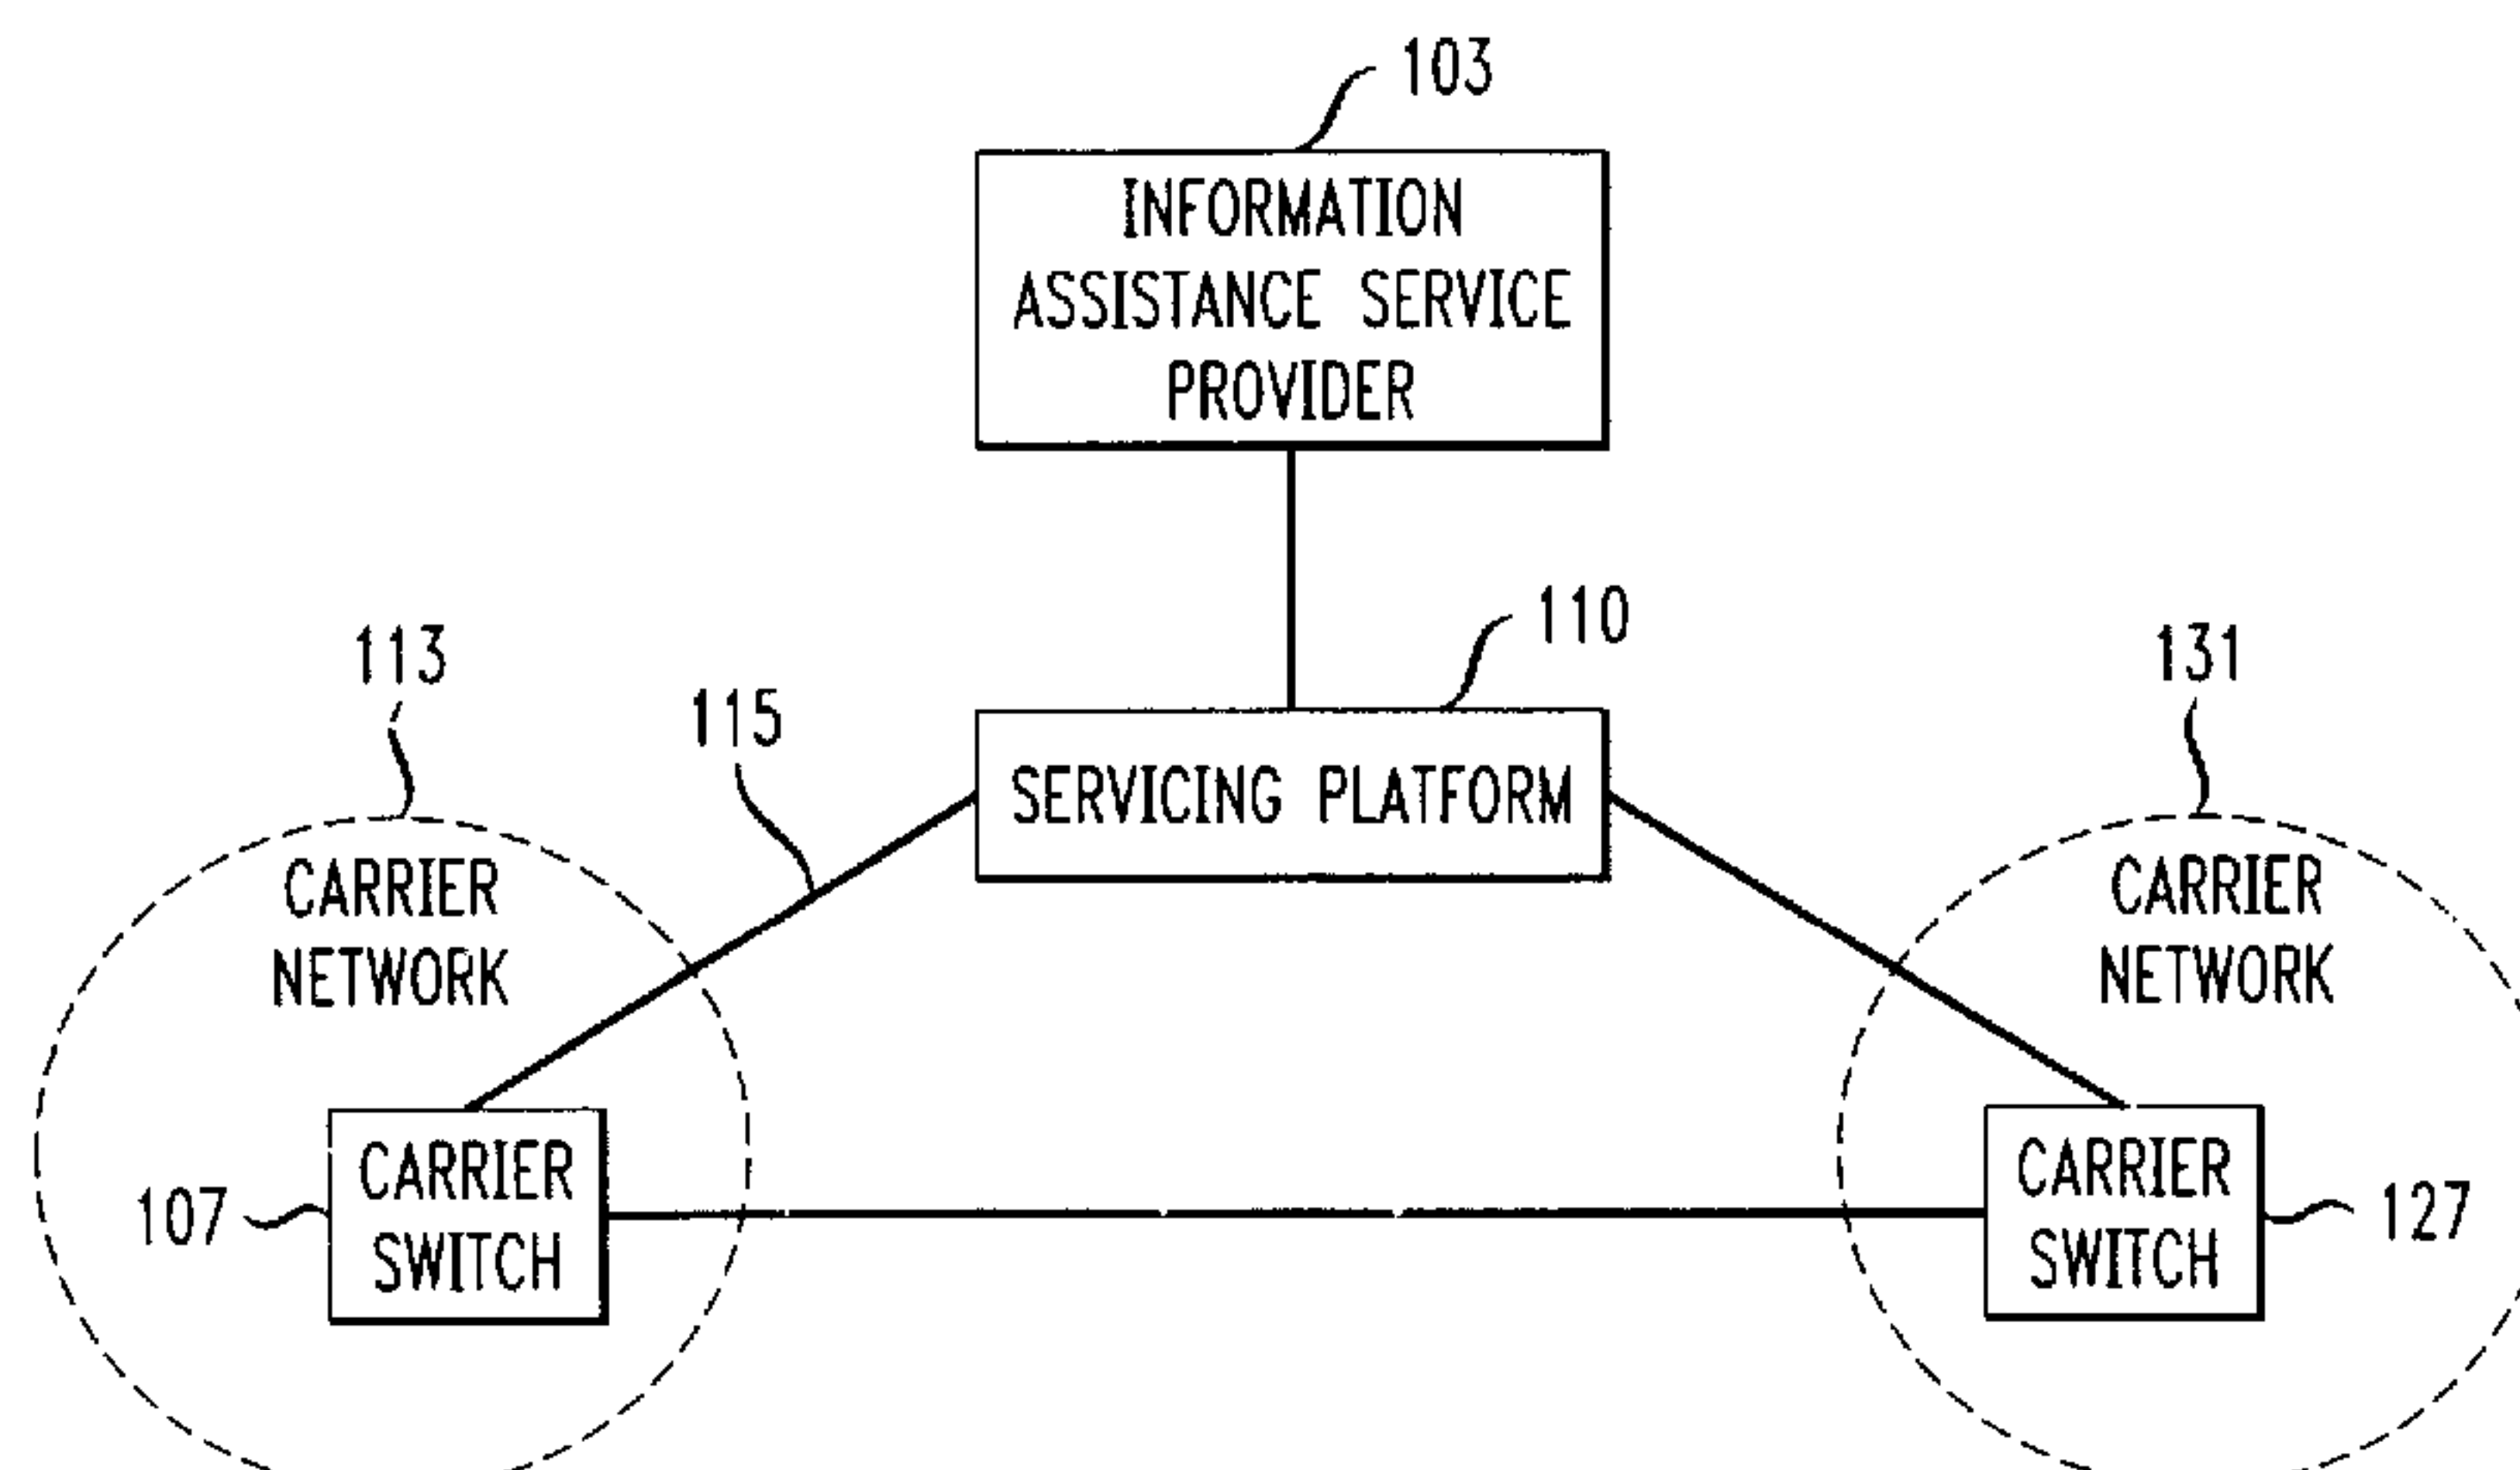 103
INFORMATION
ASSISTANCE SERVICE
PROVIDER
110
113
131
115
SERVICING PLATFORM
CARRIER
NETWORK
CARRIER
NETWORK
CARRIER
SWITCH
107
CARRIER
SWITCH
127